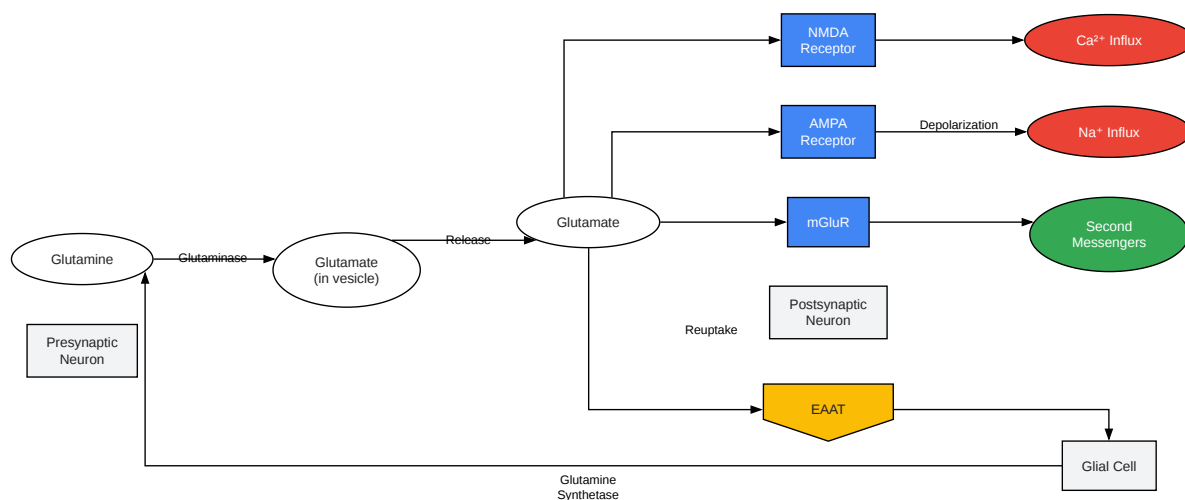 NMDA
Receptor
Ca²⁺ Influx
AMPA
Receptor
Depolarization
Na⁺ Influx
Glutamate
mGluR
Second
Messengers
Release
Glutamine
Glutaminase
Glutamate
(in vesicle)
Postsynaptic
Neuron
Reuptake
Presynaptic
Neuron
EAAT
Glial Cell
Glutamine
Synthetase